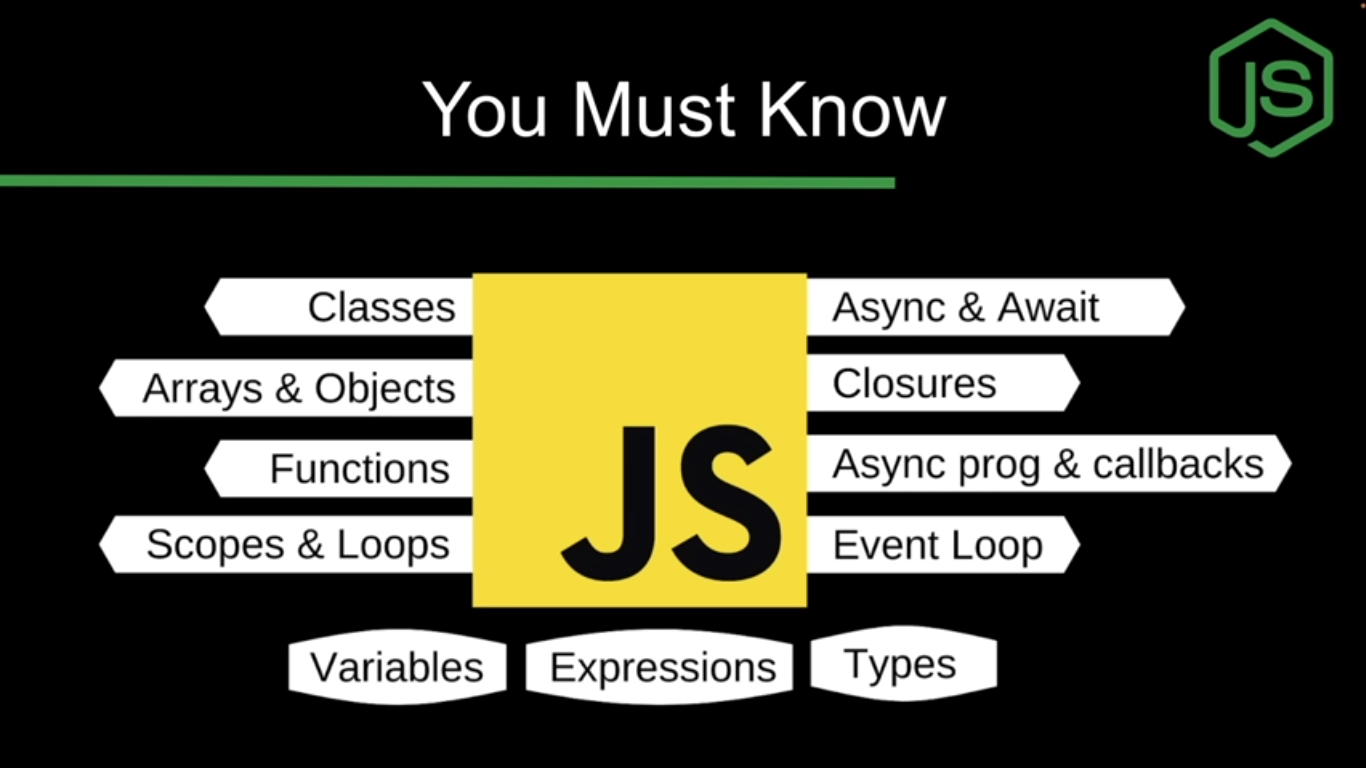 You Must Know
JS
Classes
Arrays & Objects
Functions
Scopes & Loops
JS
Async & Await
Closures
Async prog & callbacks
Event Loop
Variables
Expressions
Types